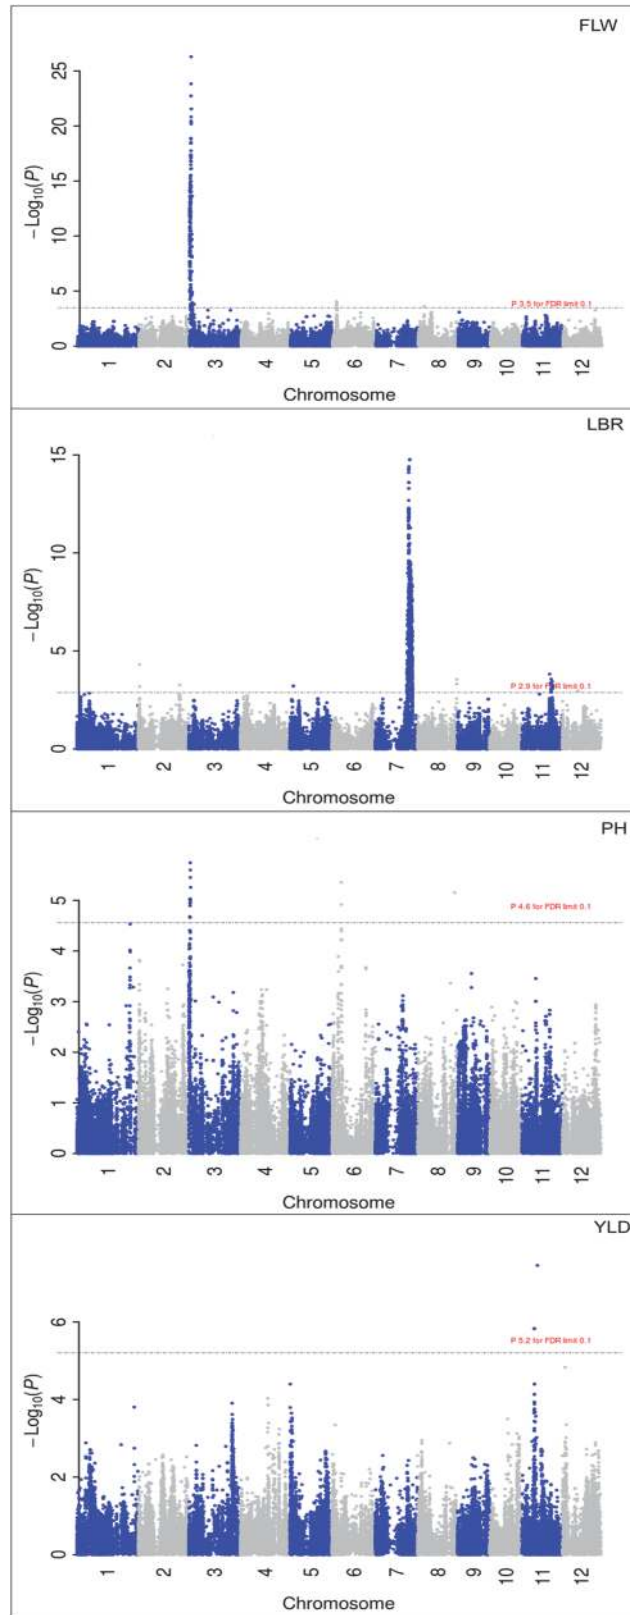 FLW
25
20
15
10
5
0
−Log10(P)
P 3.5 for FDR limit 0.1
1 2 3 4 5 6 7 8 9 10 11 12
Chromosome
LBR
15
10
5
0
−Log10(P)
P 2.9 for FDR limit 0.1
1 2 3 4 5 6 7 8 9 10 11 12
Chromosome
PH
5
4
3
2
1
0
−Log10(P)
P 4.6 for FDR limit 0.1
1 2 3 4 5 6 7 8 9 10 11 12
Chromosome
YLD
6
4
2
0
−Log10(P)
P 5.2 for FDR limit 0.1
1 2 3 4 5 6 7 8 9 10 11 12
Chromosome